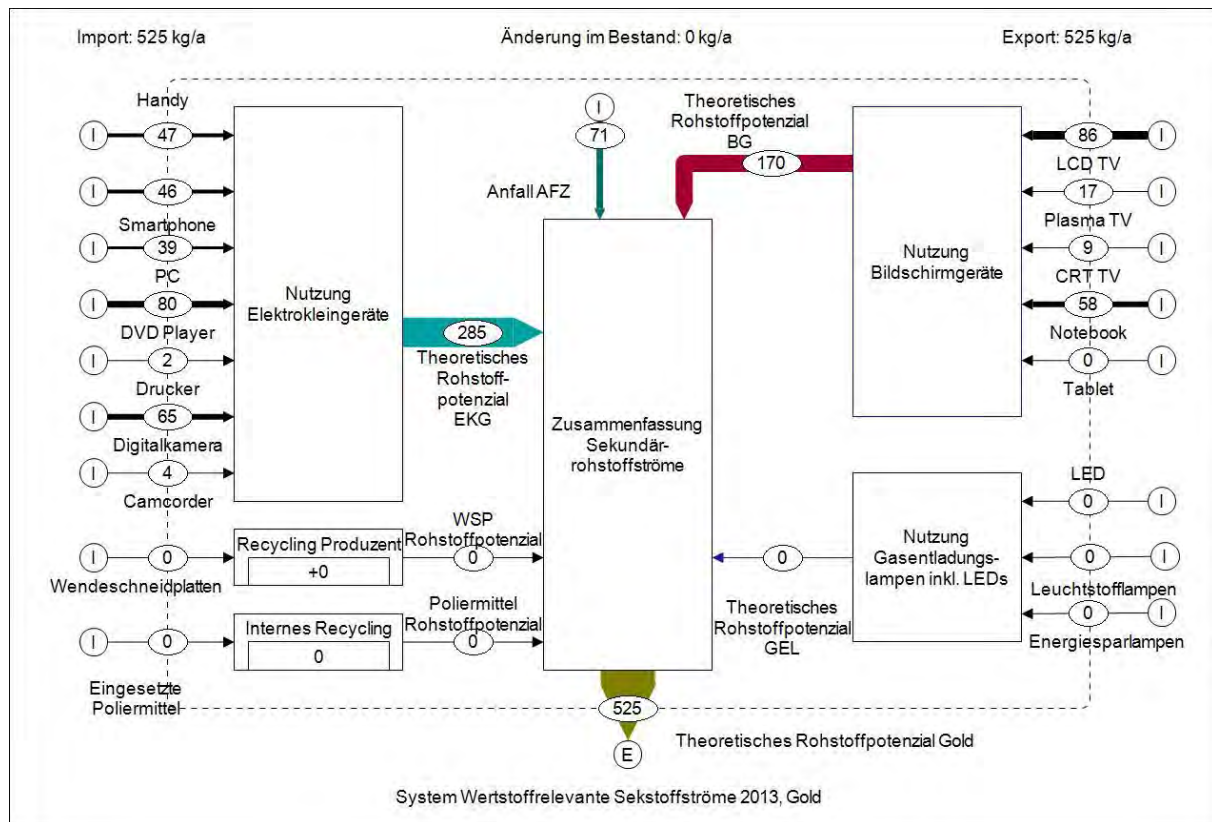 Import: 525 kg/a
Änderung im Bestand: 0 kg/a
Export: 525 kg/a
Handy
I
47
I
46
Smartphone
I
39
PC
I
80
DVD Player
I
2
Drucker
I
65
Digitalkamera
I
4
Camcorder
Nutzung
Elektrokleingeräte
285
Theoretisches
Rohstoff-
potenzial
EKG
I
71
Anfall AFZ
Theoretisches
Rohstoffpotenzial
BG
170
Nutzung
Bildschirmgeräte
86
I
LCD TV
17
I
Plasma TV
9
I
CRT TV
58
I
Notebook
0
I
Tablet
Zusammenfassung
Sekundär-
rohstoffströme
I
0
Wendeschneidplatten
Recycling Produzent
+0
WSP
Rohstoffpotenzial
0
I
0
Eingesetzte
Poliermittel
Internes Recycling
0
Poliermittel
Rohstoffpotenzial
0
LED
0
I
0
I
Leuchtstofflampen
0
I
Energiesparlampen
Nutzung
Gasentladungs-
lampen inkl. LEDs
0
Theoretisches
Rohstoffpotenzial
GEL
525
E
Theoretisches Rohstoffpotenzial Gold
System Wertstoffrelevante Sekstoffströme 2013, Gold